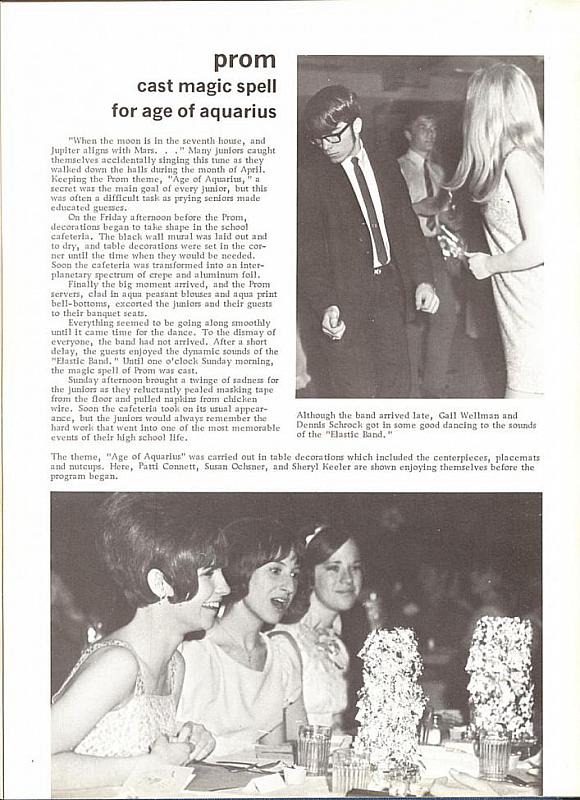 prom
cast magic spell
for age of aquarius
"When the moon is in the seventh house, and
Jupiter aligns with Mars. . ." Many juniors caught
themselves accidentally singing this tune as they
walked down the halls during the month of April.
Keeping the Prom theme, "Age of Aquarius," a
secret was the main goal of every junior, but this
was often a difficult task as prying seniors made
educated guesses.
On the Friday afternoon before the Prom,
decorations began to take shape in the school
cafeteria. The black wall mural was laid out and
to dry, and table decorations were set in the cor-
ner until the time when they would be needed.
Soon the cafeteria was transformed into an inter-
planetary spectrum of crepe and aluminum foil.
Finally the big moment arrived, and the Prom
servers, clad in aqua peasant blouses and aqua print
bell-bottoms, excorted the juniors and their guests
to their banquet seats.
Everything seemed to be going along smoothly
until it came time for the dance. To the dismay of
everyone, the band had not arrived. After a short
delay, the guests enjoyed the dynamic sounds of the
"Elastic Band." Until one o'clock Sunday morning,
the magic spell of Prom was cast.
Sunday afternoon brought a twinge of sadness for
the juniors as they reluctantly pealed masking tape
from the floor and pulled napkins from chicken
wire. Soon the cafeteria took on its usual appear-
ance, but the juniors would always remember the
hard work that went into one of the most memorable
events of their high school life.
Although the band arrived late, Gail Wellman and
Dennis Schrock got in some good dancing to the sounds
of the "Elastic Band."
The theme, "Age of Aquarius" was carried out in table decorations which included the centerpieces, placemats
and nutcups. Here, Patti Connett, Susan Ochsner, and Sheryl Keeler are shown enjoying themselves before the
program began.